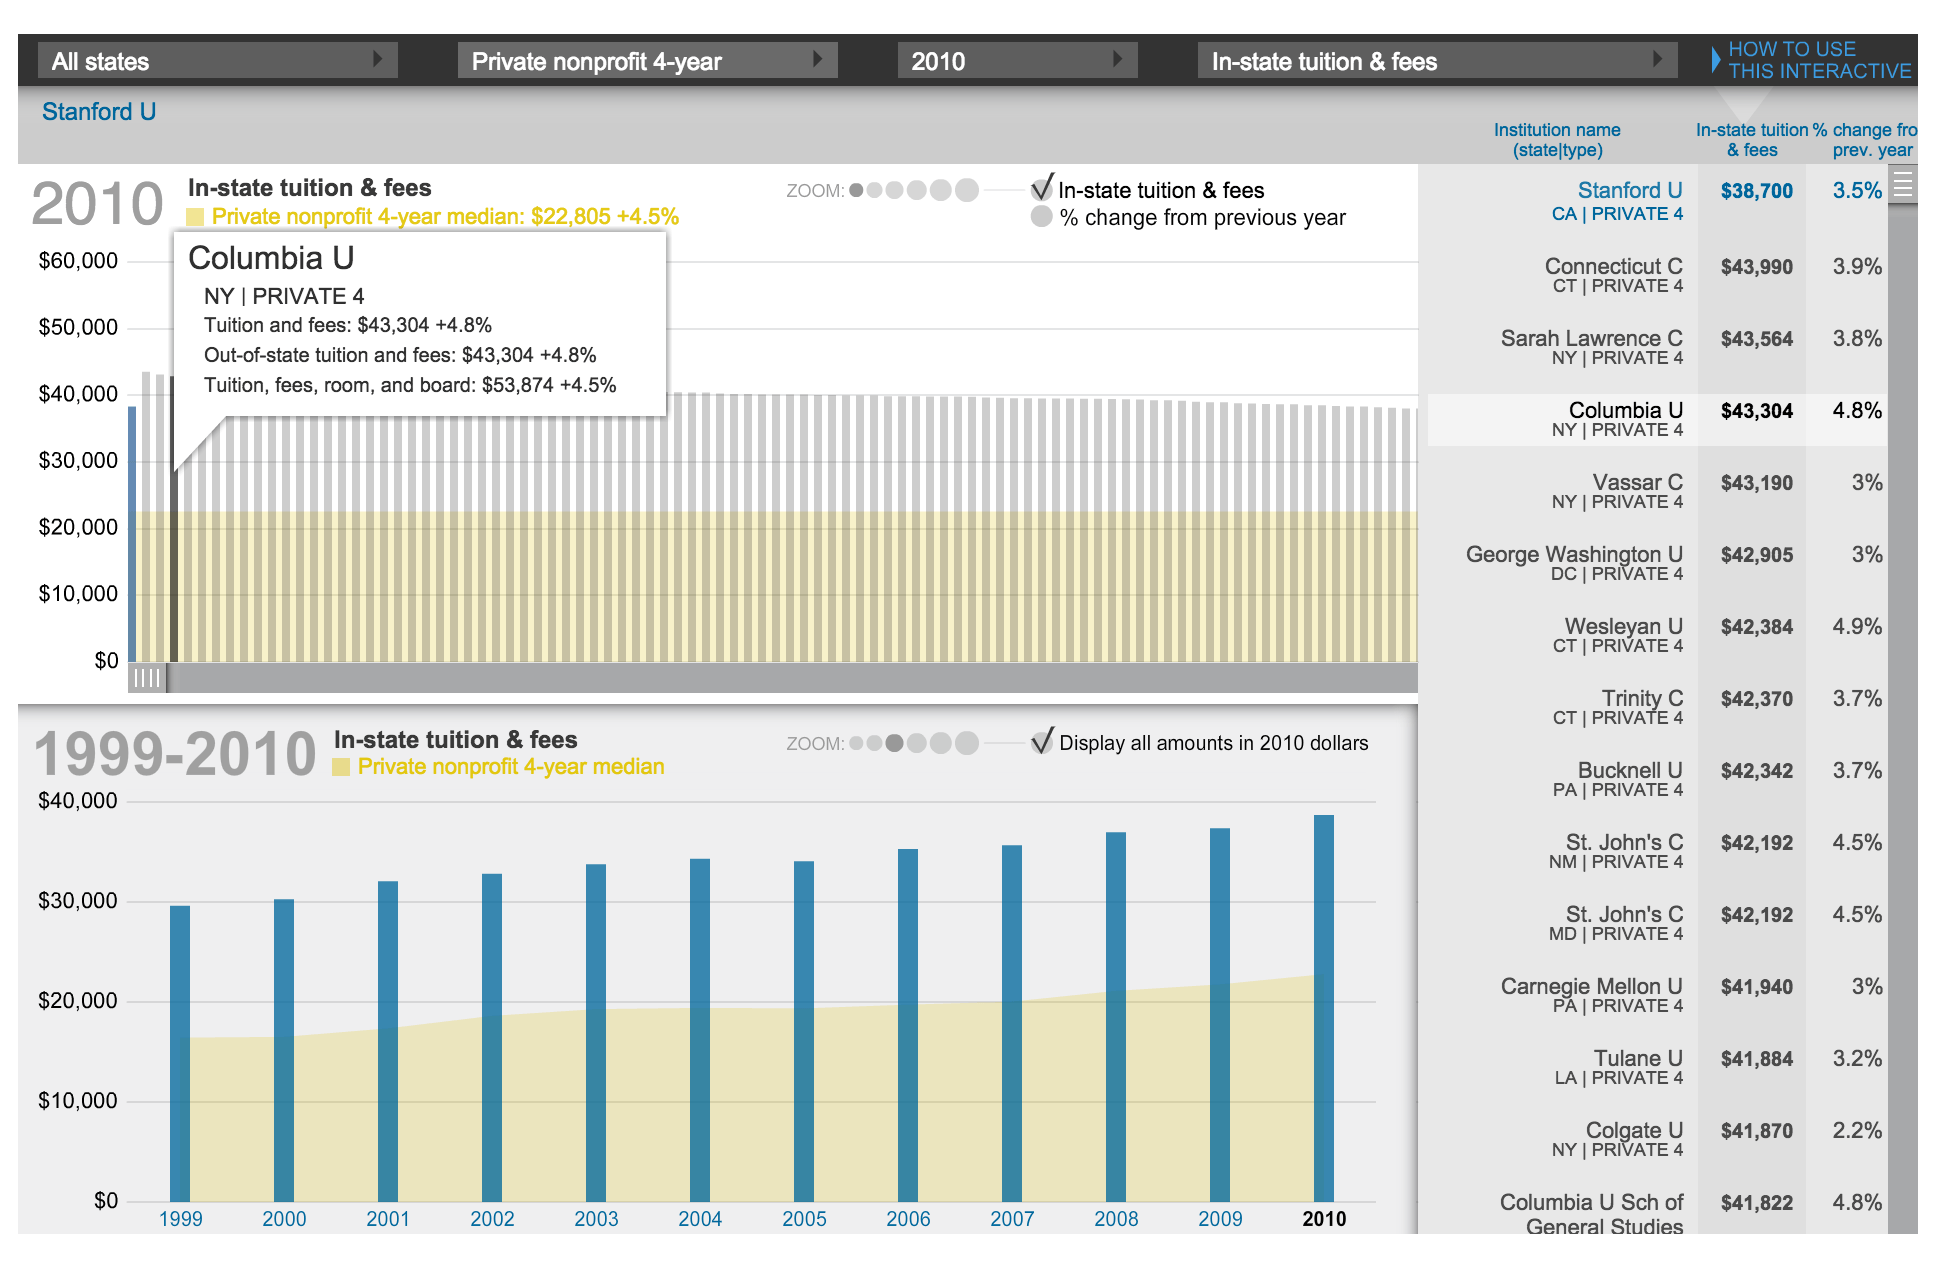 All states
Private nonprofit 4-year
2010
In-state tuition & fees
HOW TO USE
THIS INTERACTIVE
Stanford U
Institution name
(state|type)
In-state tuition
& fees
% change fro
prev. year
2010
In-state tuition & fees
Private nonprofit 4-year median: $22,805 +4.5%
ZOOM:
In-state tuition & fees
% change from previous year
Columbia U
NY | PRIVATE 4
Tuition and fees: $43,304 +4.8%
Out-of-state tuition and fees: $43,304 +4.8%
Tuition, fees, room, and board: $53,874 +4.5%
$60,000
$50,000
$40,000
$30,000
$20,000
$10,000
$0
1999-2010
In-state tuition & fees
Private nonprofit 4-year median
ZOOM:
Display all amounts in 2010 dollars
$40,000
$30,000
$20,000
$10,000
$0
1999 2000 2001 2002 2003 2004 2005 2006 2007 2008 2009 2010
Stanford U $38,700 3.5%
CA | PRIVATE 4
Connecticut C $43,990 3.9%
CT | PRIVATE 4
Sarah Lawrence C $43,564 3.8%
NY | PRIVATE 4
Columbia U $43,304 4.8%
NY | PRIVATE 4
Vassar C $43,190 3%
NY | PRIVATE 4
George Washington U $42,905 3%
DC | PRIVATE 4
Wesleyan U $42,384 4.9%
CT | PRIVATE 4
Trinity C $42,370 3.7%
CT | PRIVATE 4
Bucknell U $42,342 3.7%
PA | PRIVATE 4
St. John's C $42,192 4.5%
NM | PRIVATE 4
St. John's C $42,192 4.5%
MD | PRIVATE 4
Carnegie Mellon U $41,940 3%
PA | PRIVATE 4
Tulane U $41,884 3.2%
LA | PRIVATE 4
Colgate U $41,870 2.2%
NY | PRIVATE 4
Columbia U Sch of $41,822 4.8%
General Studies